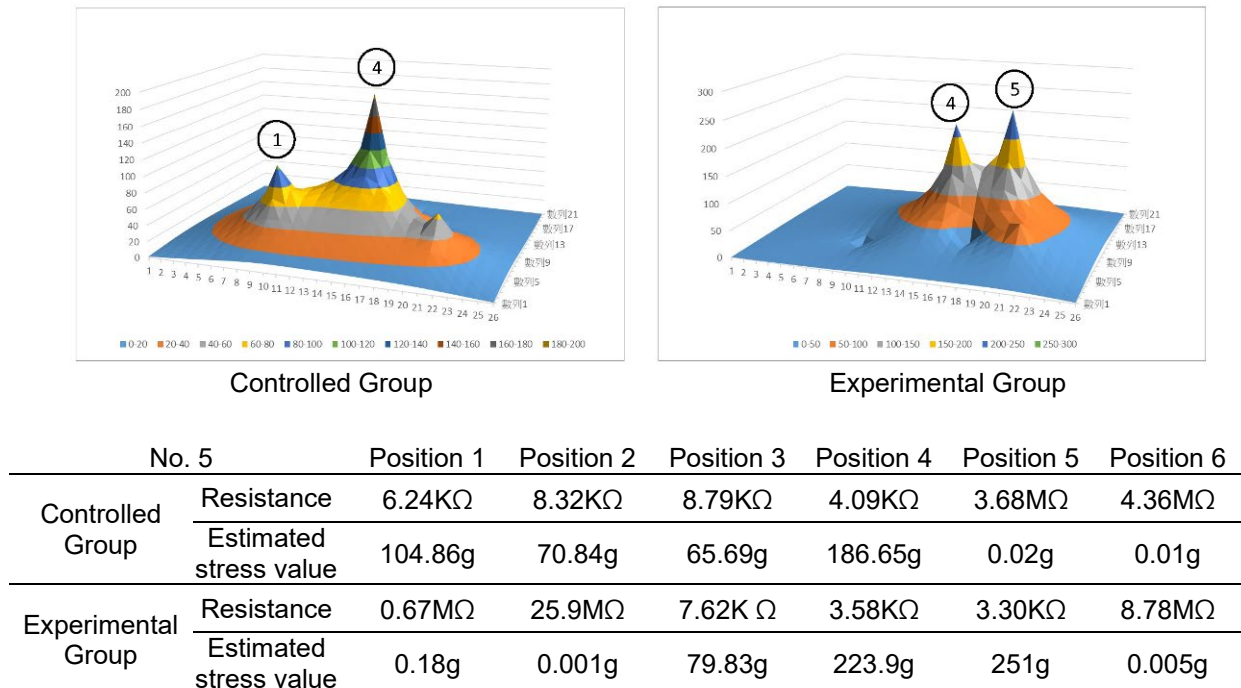 4
1
200
180
160
140
120
100
80
60
40
20
0
1 2 3 4 5 6 7 8 9 10 11 12 13 14 15 16 17 18 19 20 21 22 23 24 25 26
數列21
數列17
數列13
數列9
數列5
數列1
0-20 20-40 40-60 60-80 80-100 100-120 120-140 140-160 160-180 180-200
Controlled Group
4
5
300
250
200
150
100
50
0
1 2 3 4 5 6 7 8 9 10 11 12 13 14 15 16 17 18 19 20 21 22 23 24 25 26
數列21
數列17
數列13
數列9
數列5
數列1
0-50 50-100 100-150 150-200 200-250 250-300
Experimental Group
No. 5 Position 1 Position 2 Position 3 Position 4 Position 5 Position 6
Controlled Group
Resistance 6.24KΩ 8.32KΩ 8.79KΩ 4.09KΩ 3.68MΩ 4.36MΩ
Estimated stress value 104.86g 70.84g 65.69g 186.65g 0.02g 0.01g
Experimental Group
Resistance 0.67MΩ 25.9MΩ 7.62K Ω 3.58KΩ 3.30KΩ 8.78MΩ
Estimated stress value 0.18g 0.001g 79.83g 223.9g 251g 0.005g